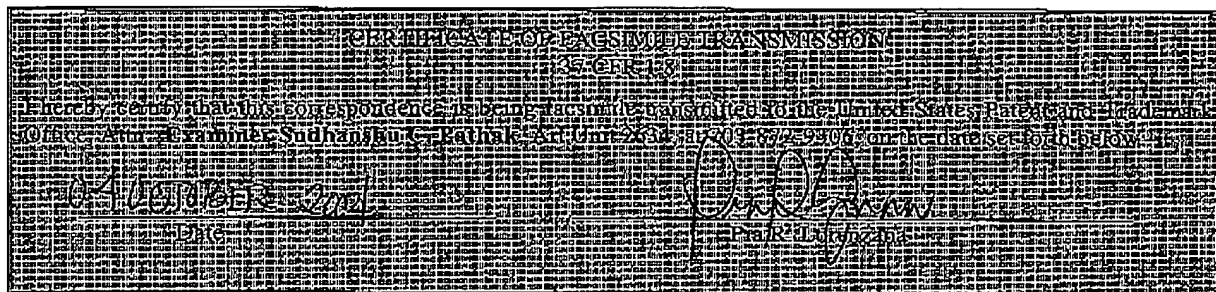 CERTIFICATE OF FACSIMILE TRANSMISSION
37 CFR 1.8
I hereby certify that this correspondence is being facsimile transmitted to the United States Patent and Trademark
Office, Attn: Examiner Sudhanshu C. Pathak, Art Unit 2634, at 703-872-9306, on the date set forth below.
04 OCTOBER
Date